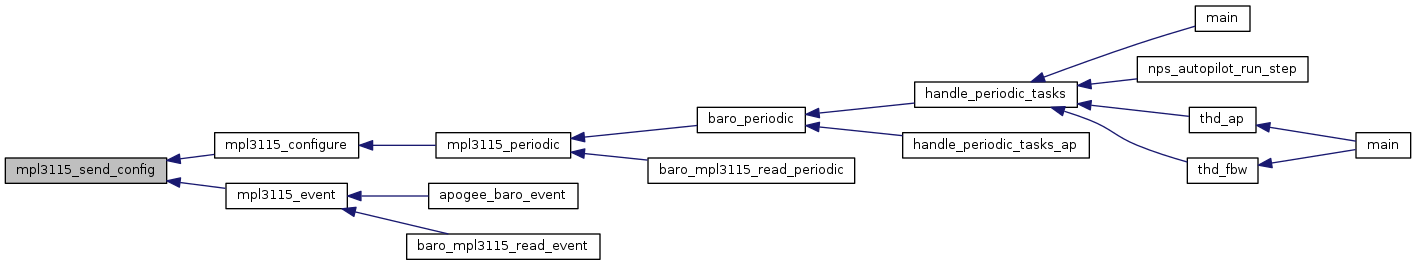 main
nps_autopilot_run_step
handle_periodic_tasks
baro_periodic
thd_ap
mpl3115_configure
mpl3115_periodic
handle_periodic_tasks_ap
main
mpl3115_send_config
baro_mpl3115_read_periodic
thd_fbw
mpl3115_event
apogee_baro_event
baro_mpl3115_read_event